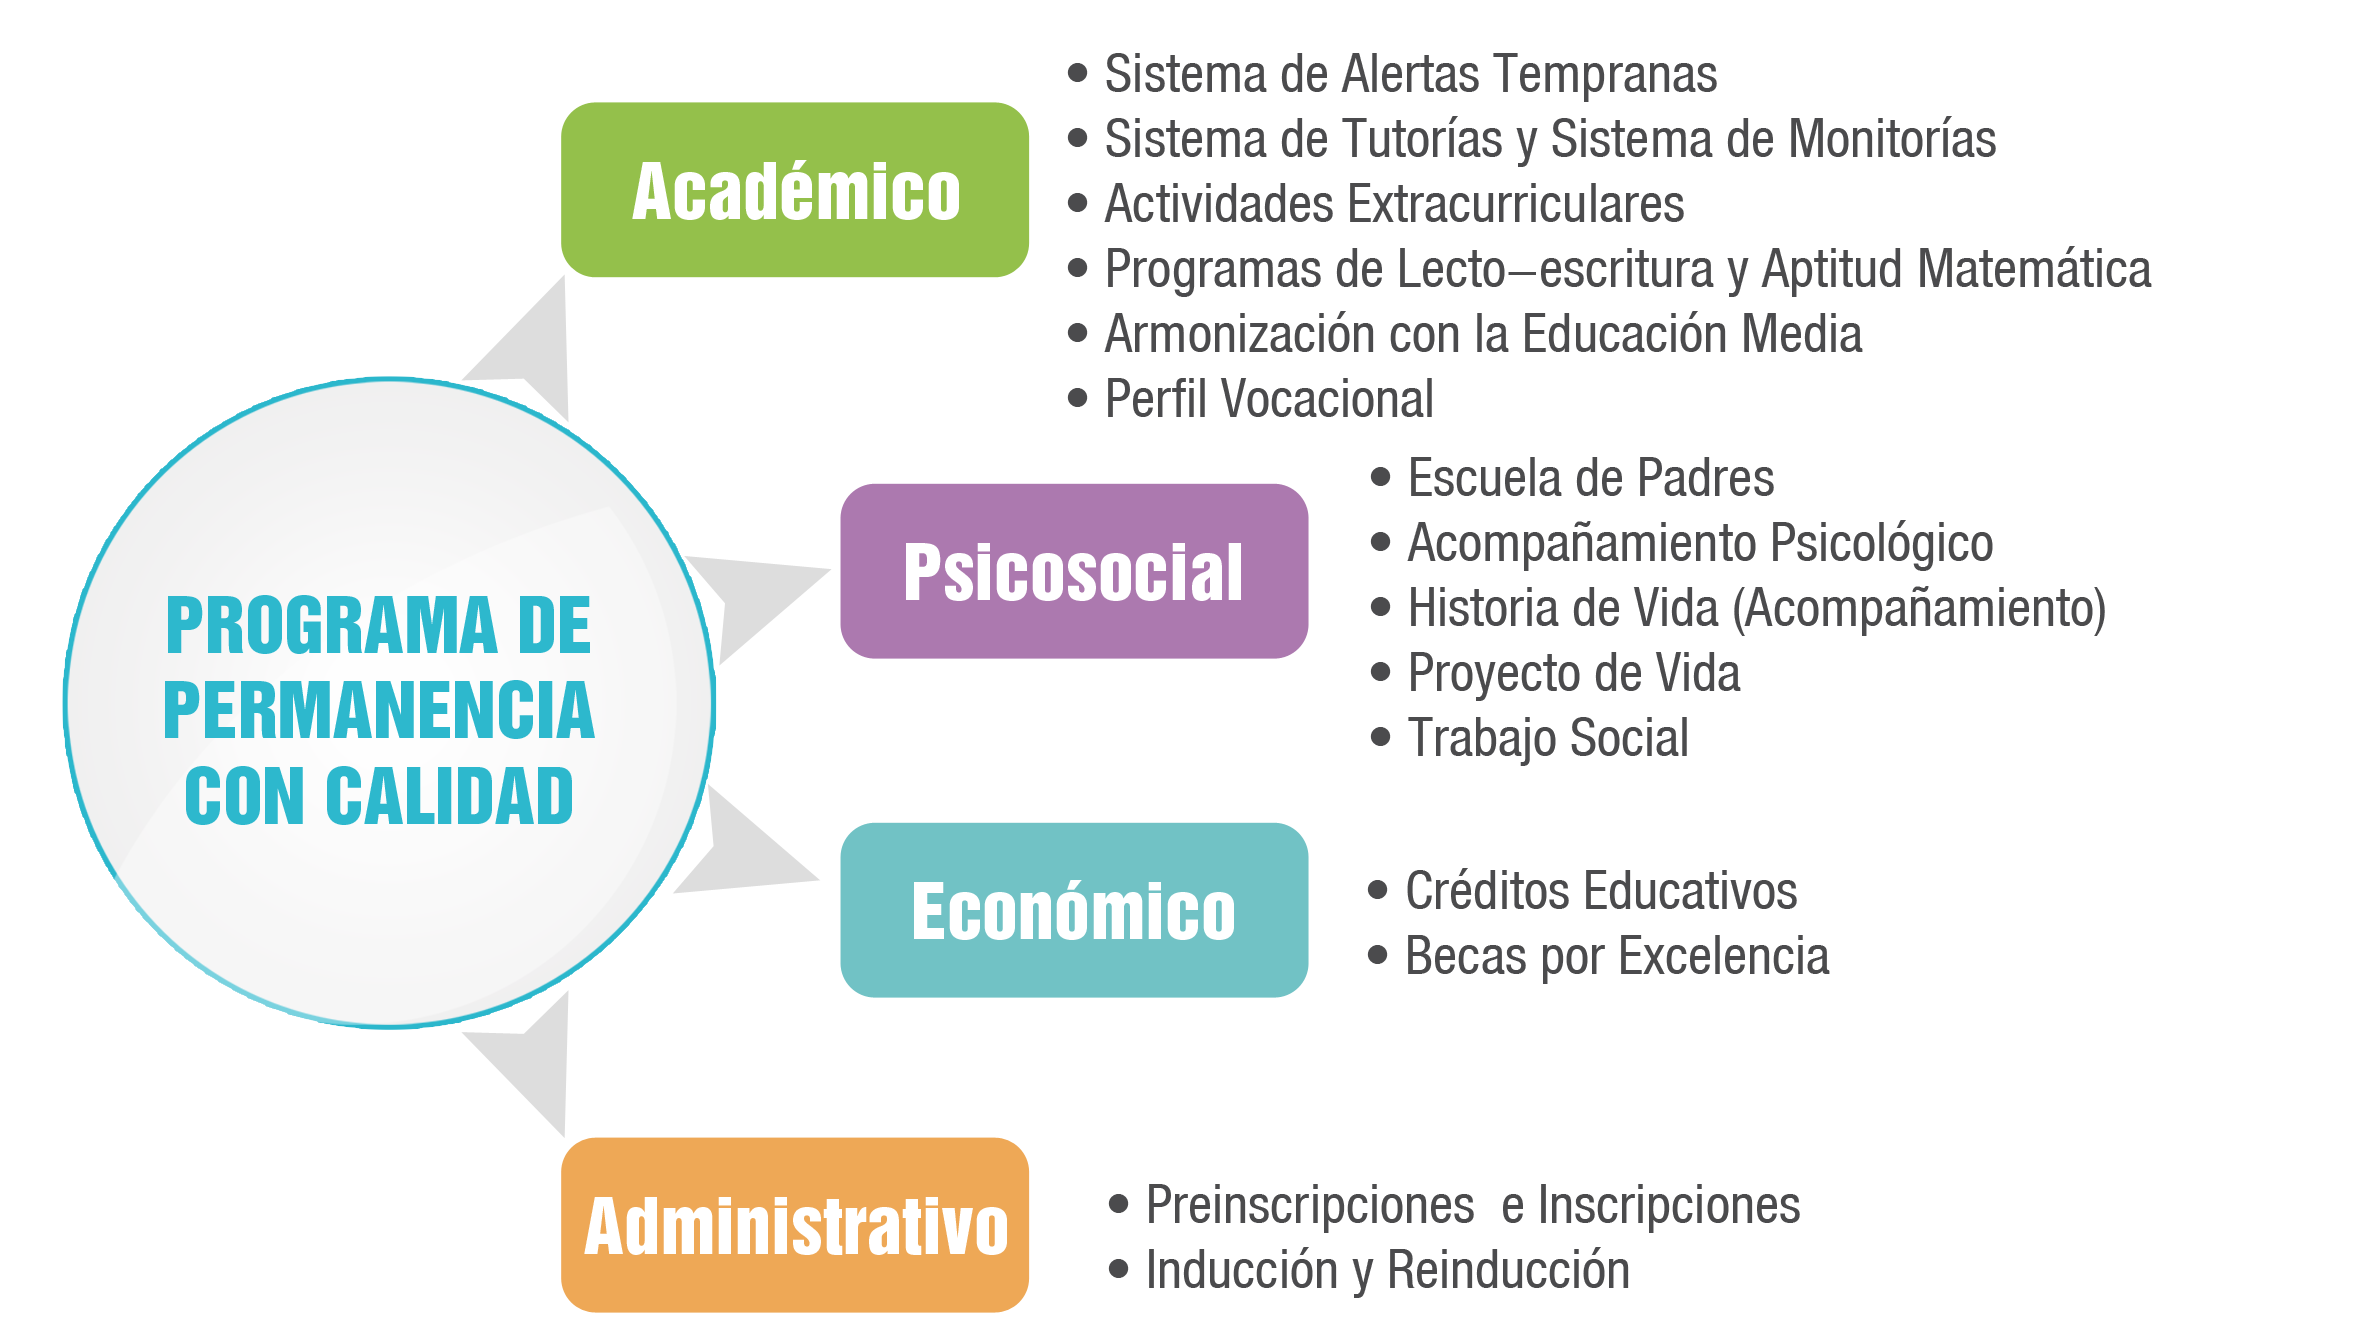 PROGRAMA DE
PERMANENCIA
CON CALIDAD
Académico
• Sistema de Alertas Tempranas
• Sistema de Tutorías y Sistema de Monitorías
• Actividades Extracurriculares
• Programas de Lecto–escritura y Aptitud Matemática
• Armonización con la Educación Media
• Perfil Vocacional
Psicosocial
• Escuela de Padres
• Acompañamiento Psicológico
• Historia de Vida (Acompañamiento)
• Proyecto de Vida
• Trabajo Social
Económico
• Créditos Educativos
• Becas por Excelencia
Administrativo
• Preinscripciones  e Inscripciones
• Inducción y Reinducción